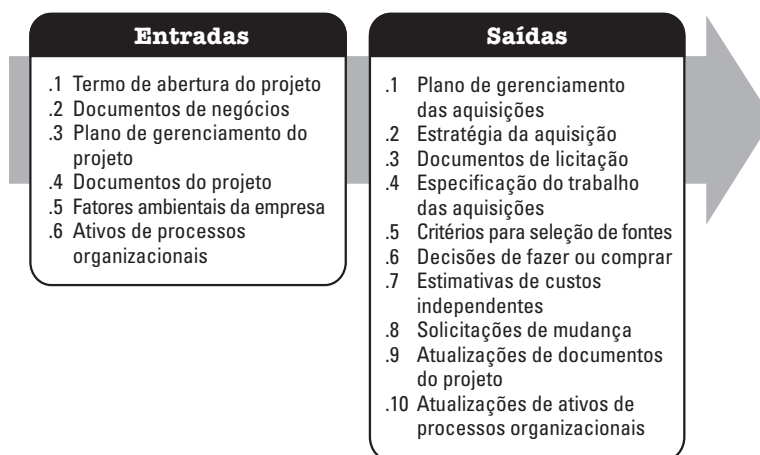 Entradas
.1 Termo de abertura do projeto
.2 Documentos de negócios
.3 Plano de gerenciamento do
projeto
.4 Documentos do projeto
.5 Fatores ambientais da empresa
.6 Ativos de processos
organizacionais
Saídas
.1 Plano de gerenciamento
das aquisições
.2 Estratégia da aquisição
.3 Documentos de licitação
.4 Especificação do trabalho
das aquisições
.5 Critérios para seleção de fontes
.6 Decisões de fazer ou comprar
.7 Estimativas de custos
independentes
.8 Solicitações de mudança
.9 Atualizações de documentos
do projeto
.10 Atualizações de ativos de
processos organizacionais